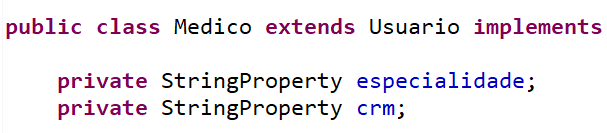 public class Medico extends Usuario implements
private StringProperty especialidade;
private StringProperty crm;